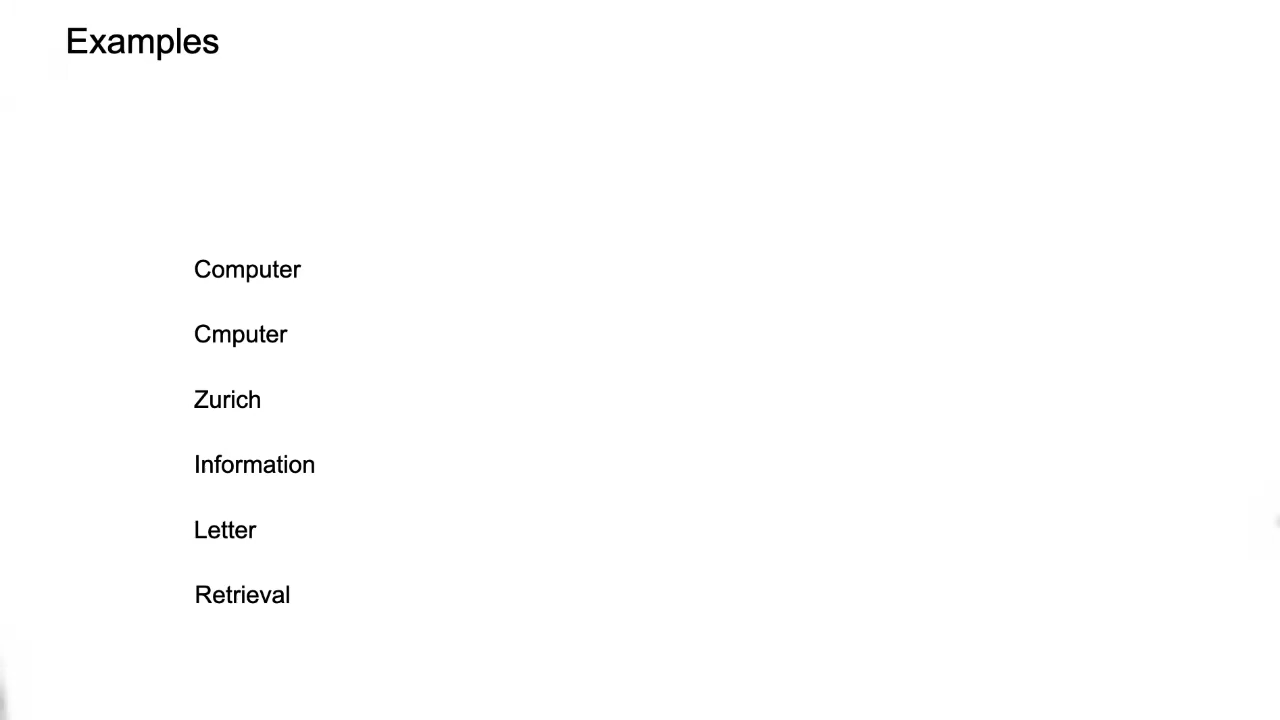 Examples
Computer
Cmputer
Zurich
Information
Letter
Retrieval